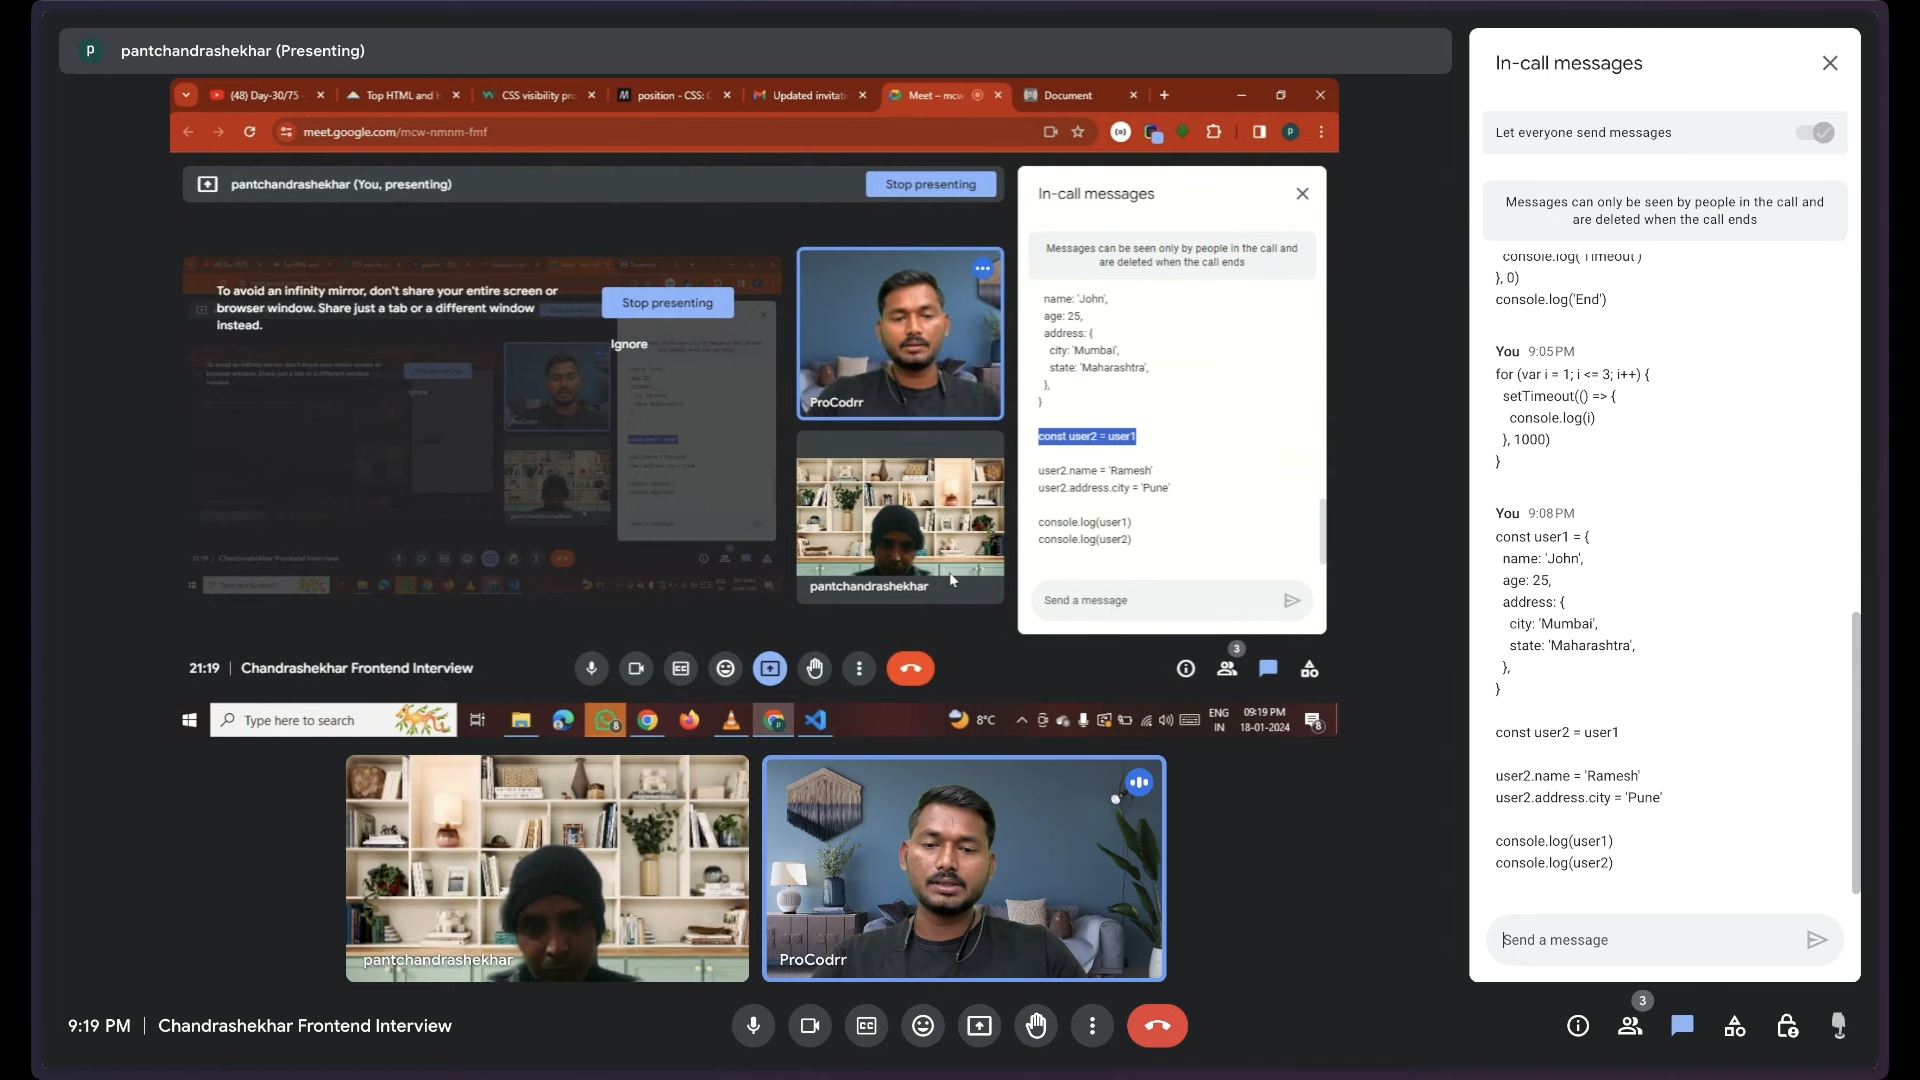 p pantchandrashekhar (Presenting)
(48) Day-30/75
Top HTML and
CSS visibility pro
position - CSS: C
Updated invitati
Meet – mcw
Document
meet.google.com/mcw-nmnm-fmf
pantchandrashekhar (You, presenting)
Stop presenting
To avoid an infinity mirror, don't share your entire screen or
browser window. Share just a tab or a different window
instead.
Stop presenting
Ignore
ProCodrr
pantchandrashekhar
In-call messages
Messages can be seen only by people in the call and
are deleted when the call ends
name: 'John',
age: 25,
address: {
city: 'Mumbai',
state: 'Maharashtra',
},
}
const user2 = user1
user2.name = 'Ramesh'
user2.address.city = 'Pune'
console.log(user1)
console.log(user2)
Send a message
21:19 | Chandrashekhar Frontend Interview
3
Type here to search
8
8°C
ENG
IN
09:19 PM
18-01-2024
8
pantchandrashekhar
ProCodrr
In-call messages
Let everyone send messages
Messages can only be seen by people in the call and
are deleted when the call ends
console.log('Timeout')
}, 0)
console.log('End')
You 9:05 PM
for (var i = 1; i <= 3; i++) {
setTimeout(() => {
console.log(i)
}, 1000)
}
You 9:08 PM
const user1 = {
name: 'John',
age: 25,
address: {
city: 'Mumbai',
state: 'Maharashtra',
},
}
const user2 = user1
user2.name = 'Ramesh'
user2.address.city = 'Pune'
console.log(user1)
console.log(user2)
Send a message
9:19 PM | Chandrashekhar Frontend Interview
3